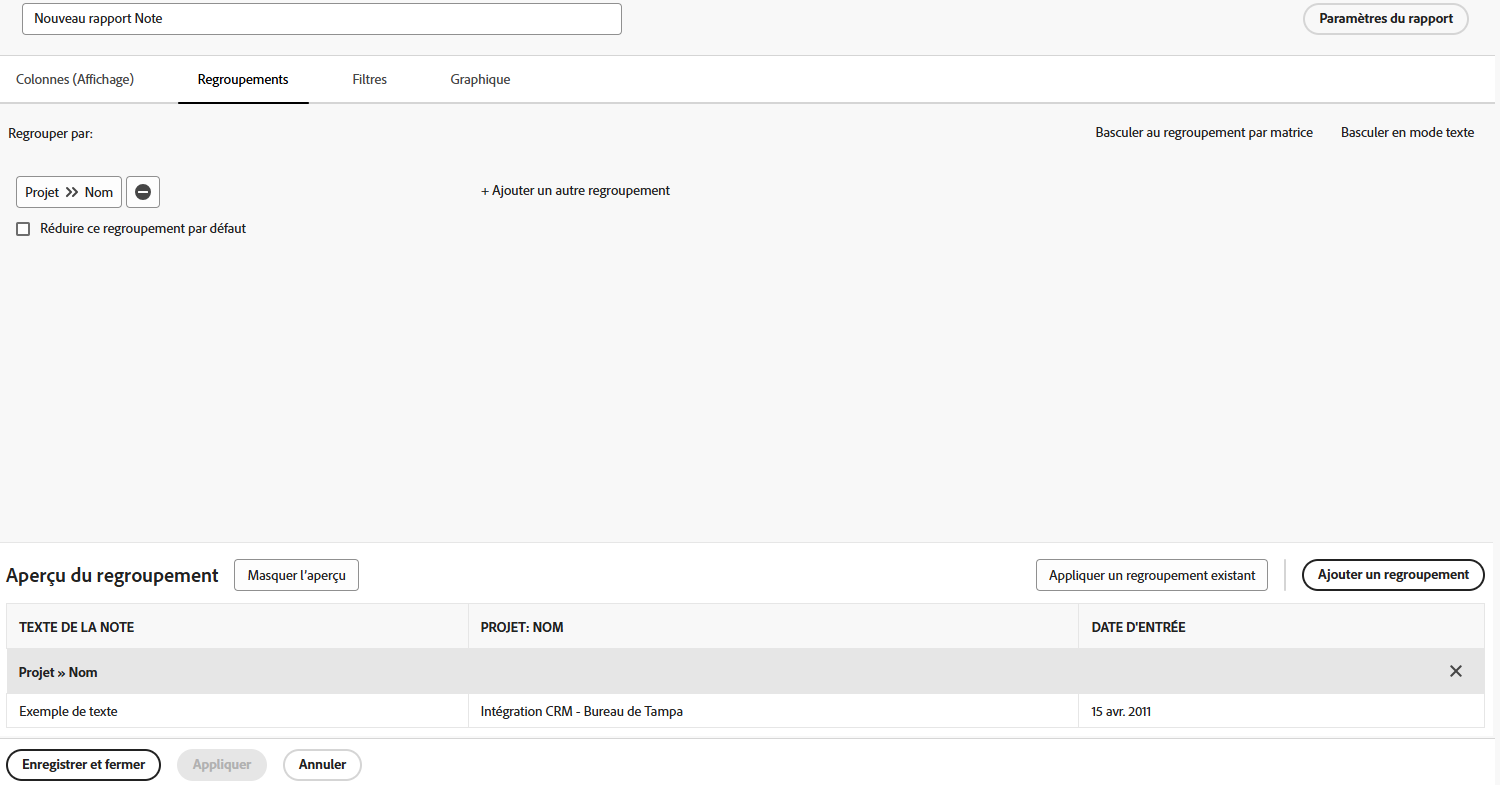 Nouveau rapport Note
Paramètres du rapport
Colonnes (Affichage) Regroupements Filtres Graphique
Regrouper par:
Basculer au regroupement par matrice Basculer en mode texte
Projet >> Nom
+ Ajouter un autre regroupement
Réduire ce regroupement par défaut
Aperçu du regroupement Masquer l'aperçu Appliquer un regroupement existant Ajouter un regroupement
TEXTE DE LA NOTE PROJET: NOM DATE D'ENTRÉE
Projet » Nom
Exemple de texte Intégration CRM - Bureau de Tampa 15 avr. 2011
Enregistrer et fermer Appliquer Annuler